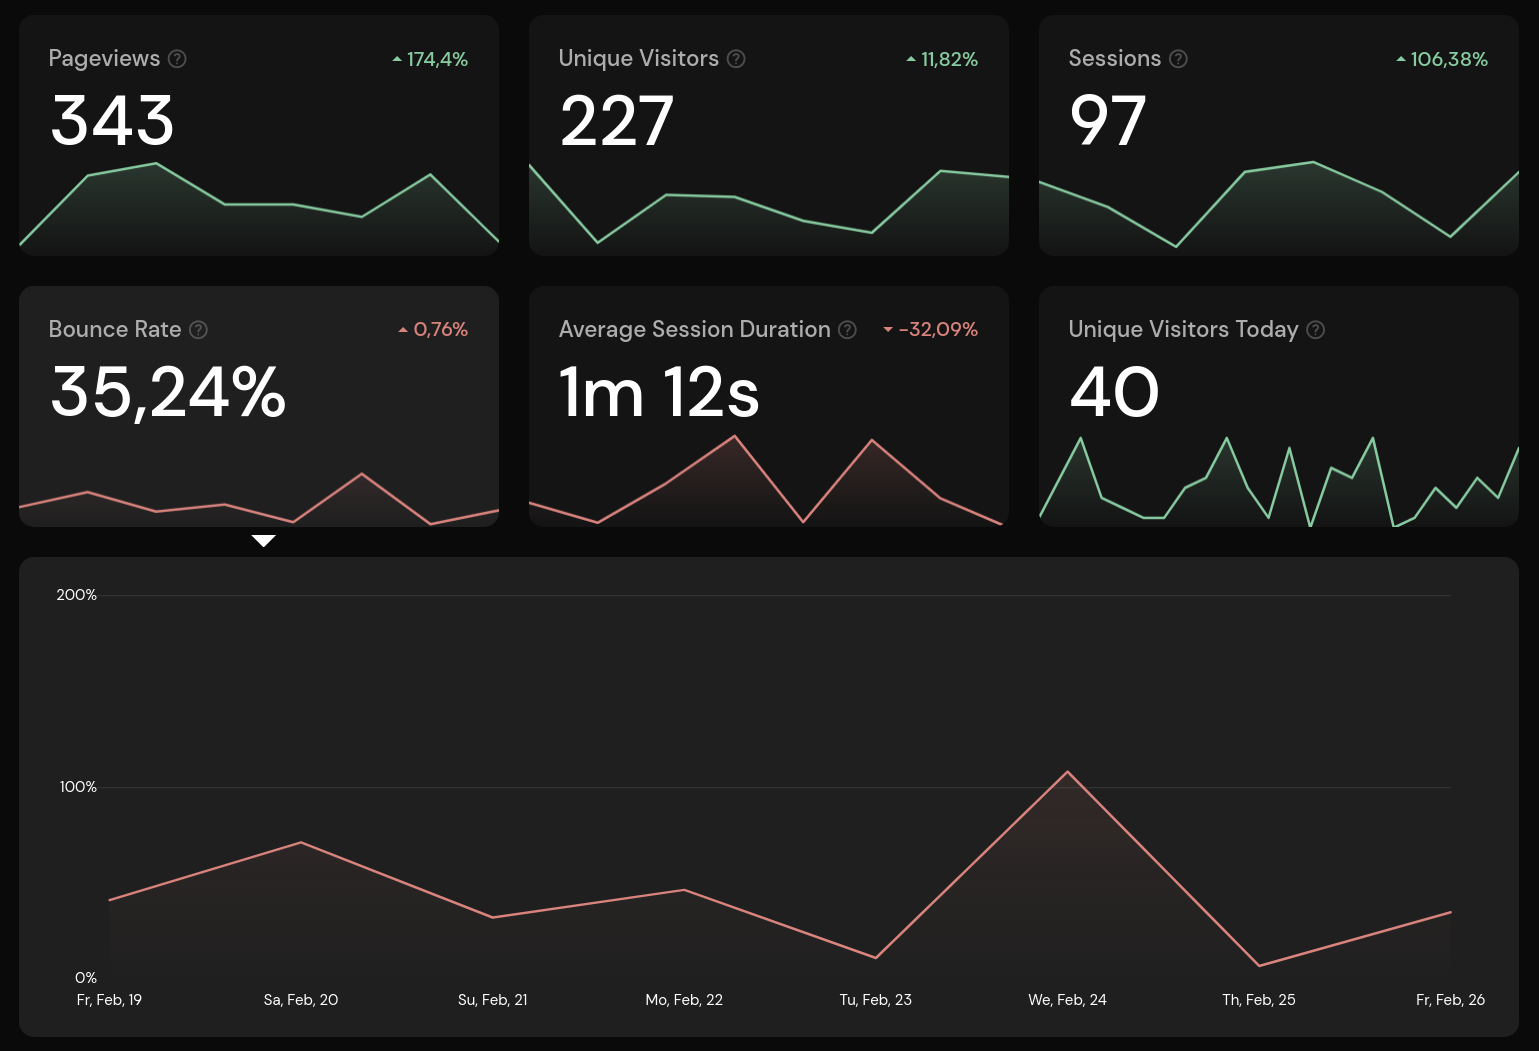 Pageviews ? 174,4%
343
Unique Visitors ? 11,82%
227
Sessions ? 106,38%
97
Bounce Rate ? 0,76%
35,24%
Average Session Duration ? -32,09%
1m 12s
Unique Visitors Today ?
40
200%
100%
0%
Fr, Feb, 19 Sa, Feb, 20 Su, Feb, 21 Mo, Feb, 22 Tu, Feb, 23 We, Feb, 24 Th, Feb, 25 Fr, Feb, 26